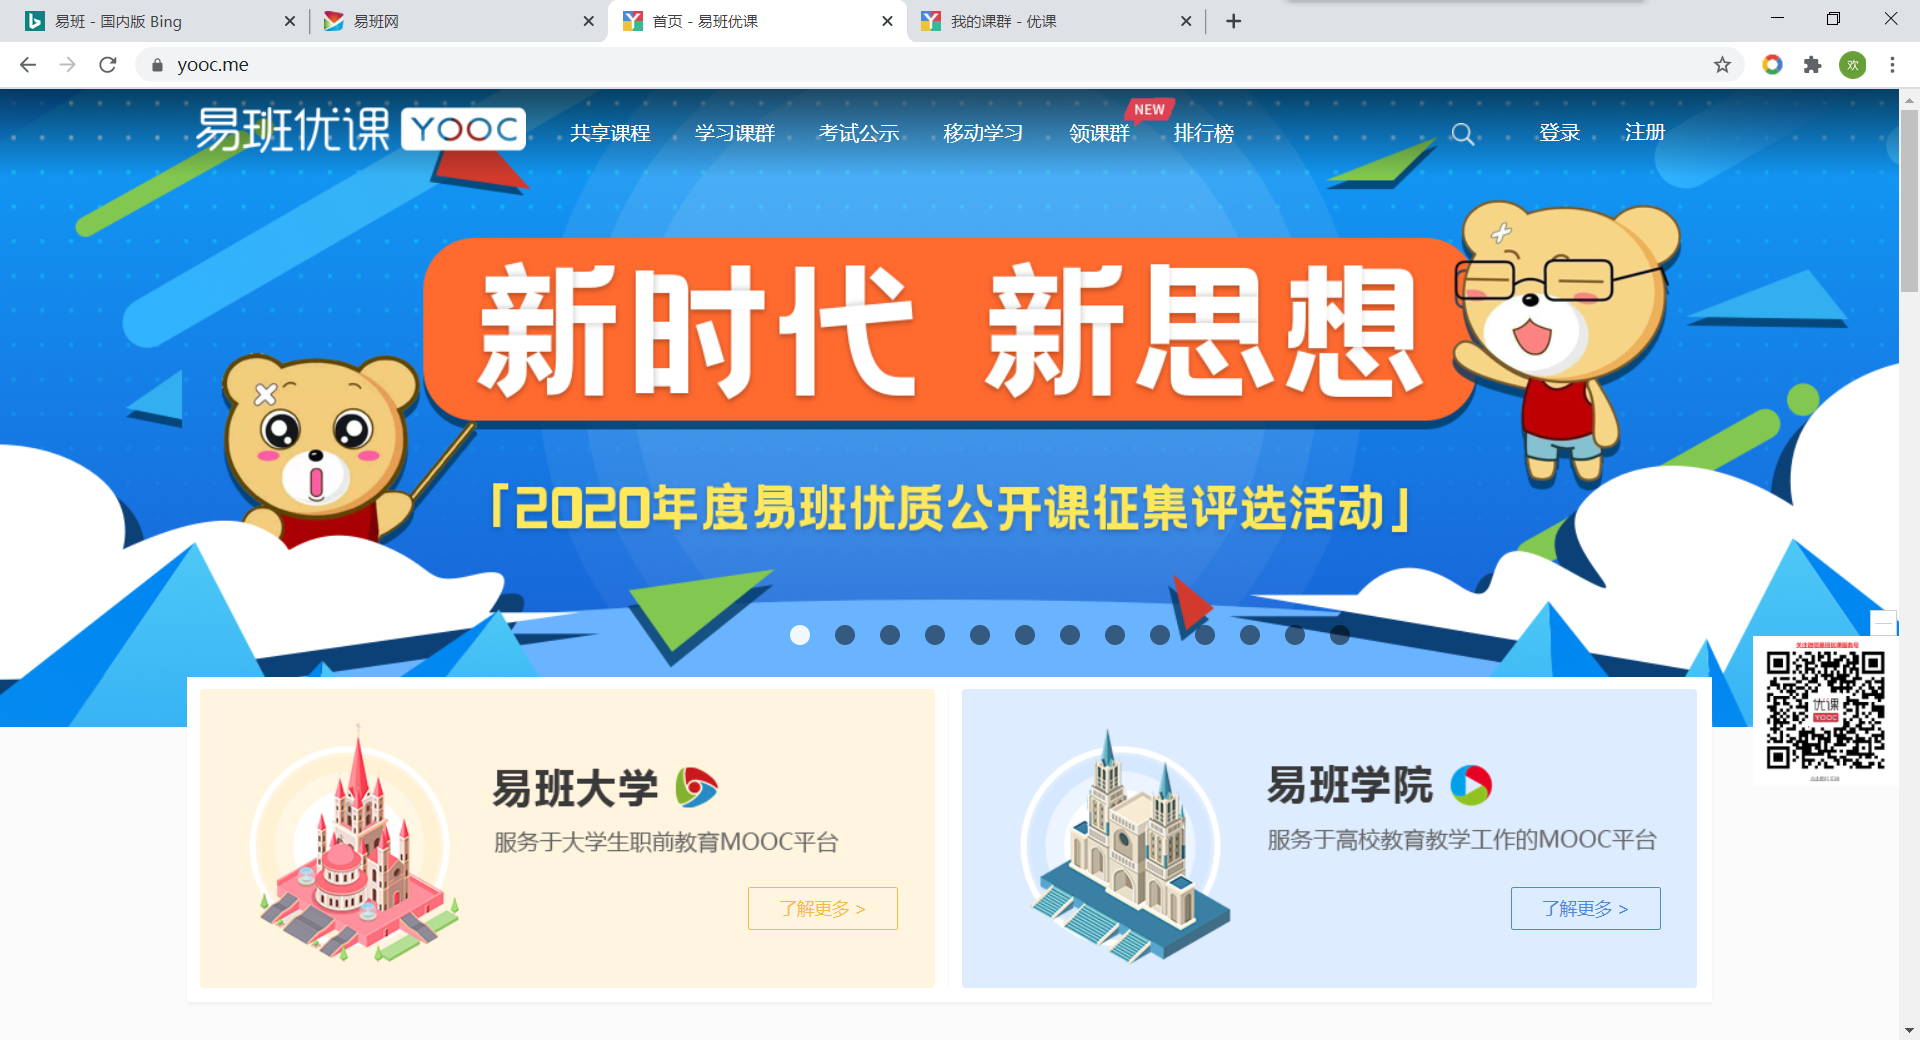 易班 - 国内版 Bing
易班网
首页 - 易班优课
我的课群 - 优课
yooc.me
欢
易班优课 YOOC
共享课程
学习课群
考试公示
移动学习
领课群
NEW
排行榜
登录
注册
新时代 新思想
「2020年度易班优质公开课征集评选活动」
优课
YOOC
易班大学
服务于大学生职前教育MOOC平台
了解更多 >
易班学院
服务于高校教育教学工作的MOOC平台
了解更多 >